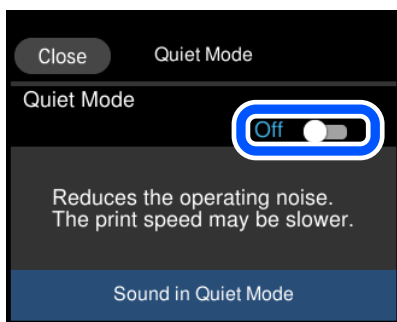 Close
Quiet Mode
Quiet Mode
Off
Reduces the operating noise.
The print speed may be slower.
Sound in Quiet Mode